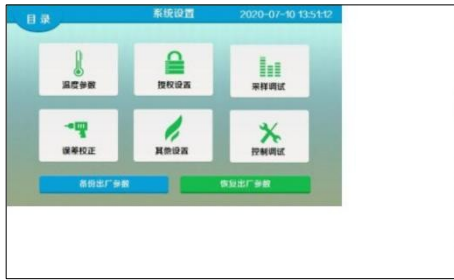 目 录
系统设置
2020-07-10 13:51:12
温度参数
授权设置
采样调试
误差校正
其他设置
控制调试
备份出厂参数
恢复出厂参数